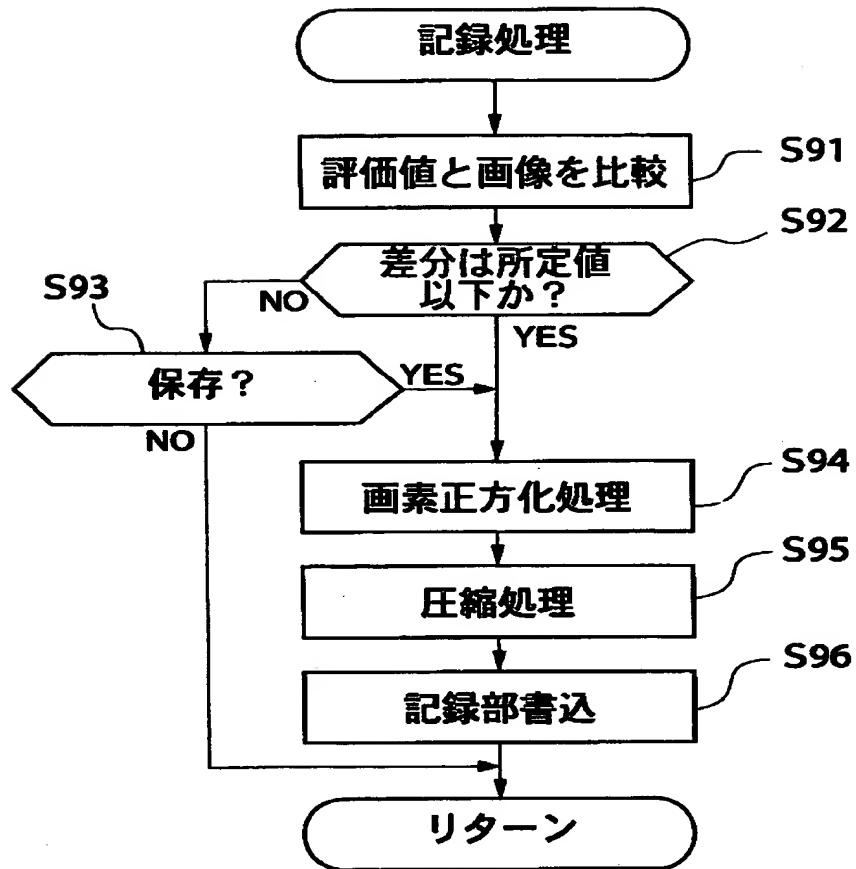 記録処理
評価値と画像を比較
S91
差分は所定値
以下か？
S92
NO
YES
S93
保存？
YES
NO
画素正方化処理
S94
圧縮処理
S95
記録部書込
S96
リターン